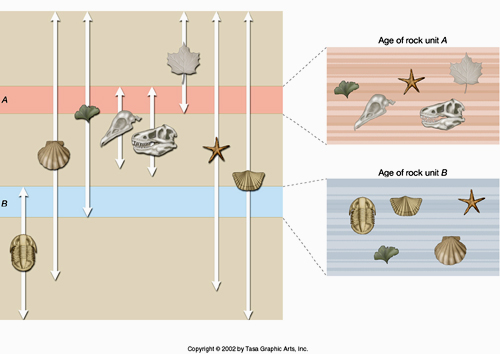 Age of rock unit A
A
Age of rock unit B
B
Copyright © 2002 by Tasa Graphic Arts, Inc.